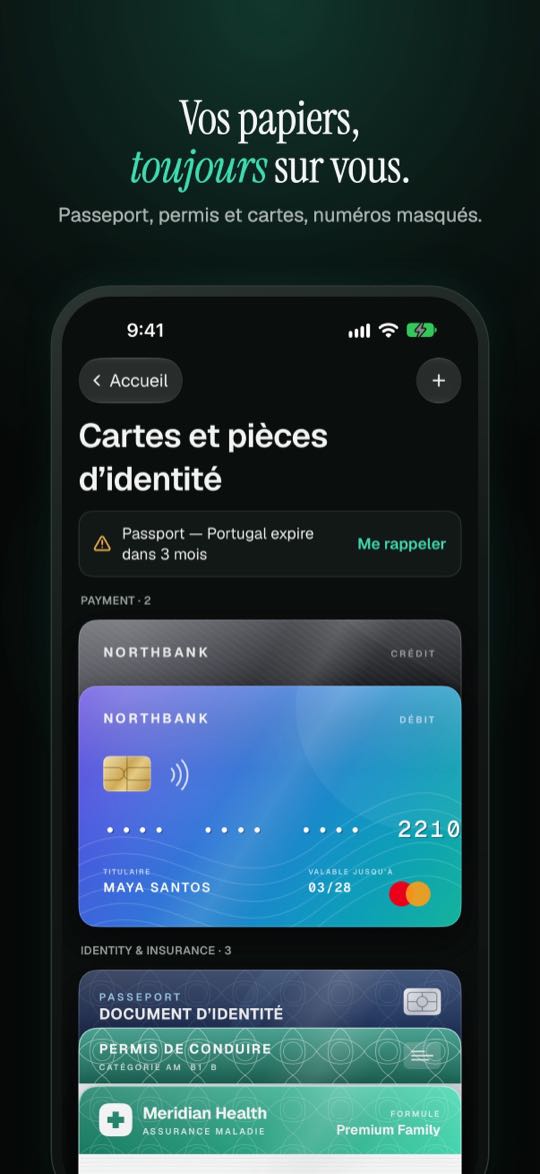 Vos papiers,
toujours sur vous.
Passeport, permis et cartes, numéros masqués.
9:41
Accueil
+
Cartes et pièces
d’identité
Passport — Portugal expire
dans 3 mois
Me rappeler
PAYMENT · 2
NORTHBANK
CRÉDIT
NORTHBANK
DÉBIT
•••• •••• •••• 2210
TITULAIRE
VALABLE JUSQU'À
MAYA SANTOS
03/28
IDENTITY & INSURANCE · 3
PASSEPORT
DOCUMENT D’IDENTITÉ
PERMIS DE CONDUIRE
CATÉGORIE AM B1 B
Meridian Health
ASSURANCE MALADIE
FORMULE
Premium Family